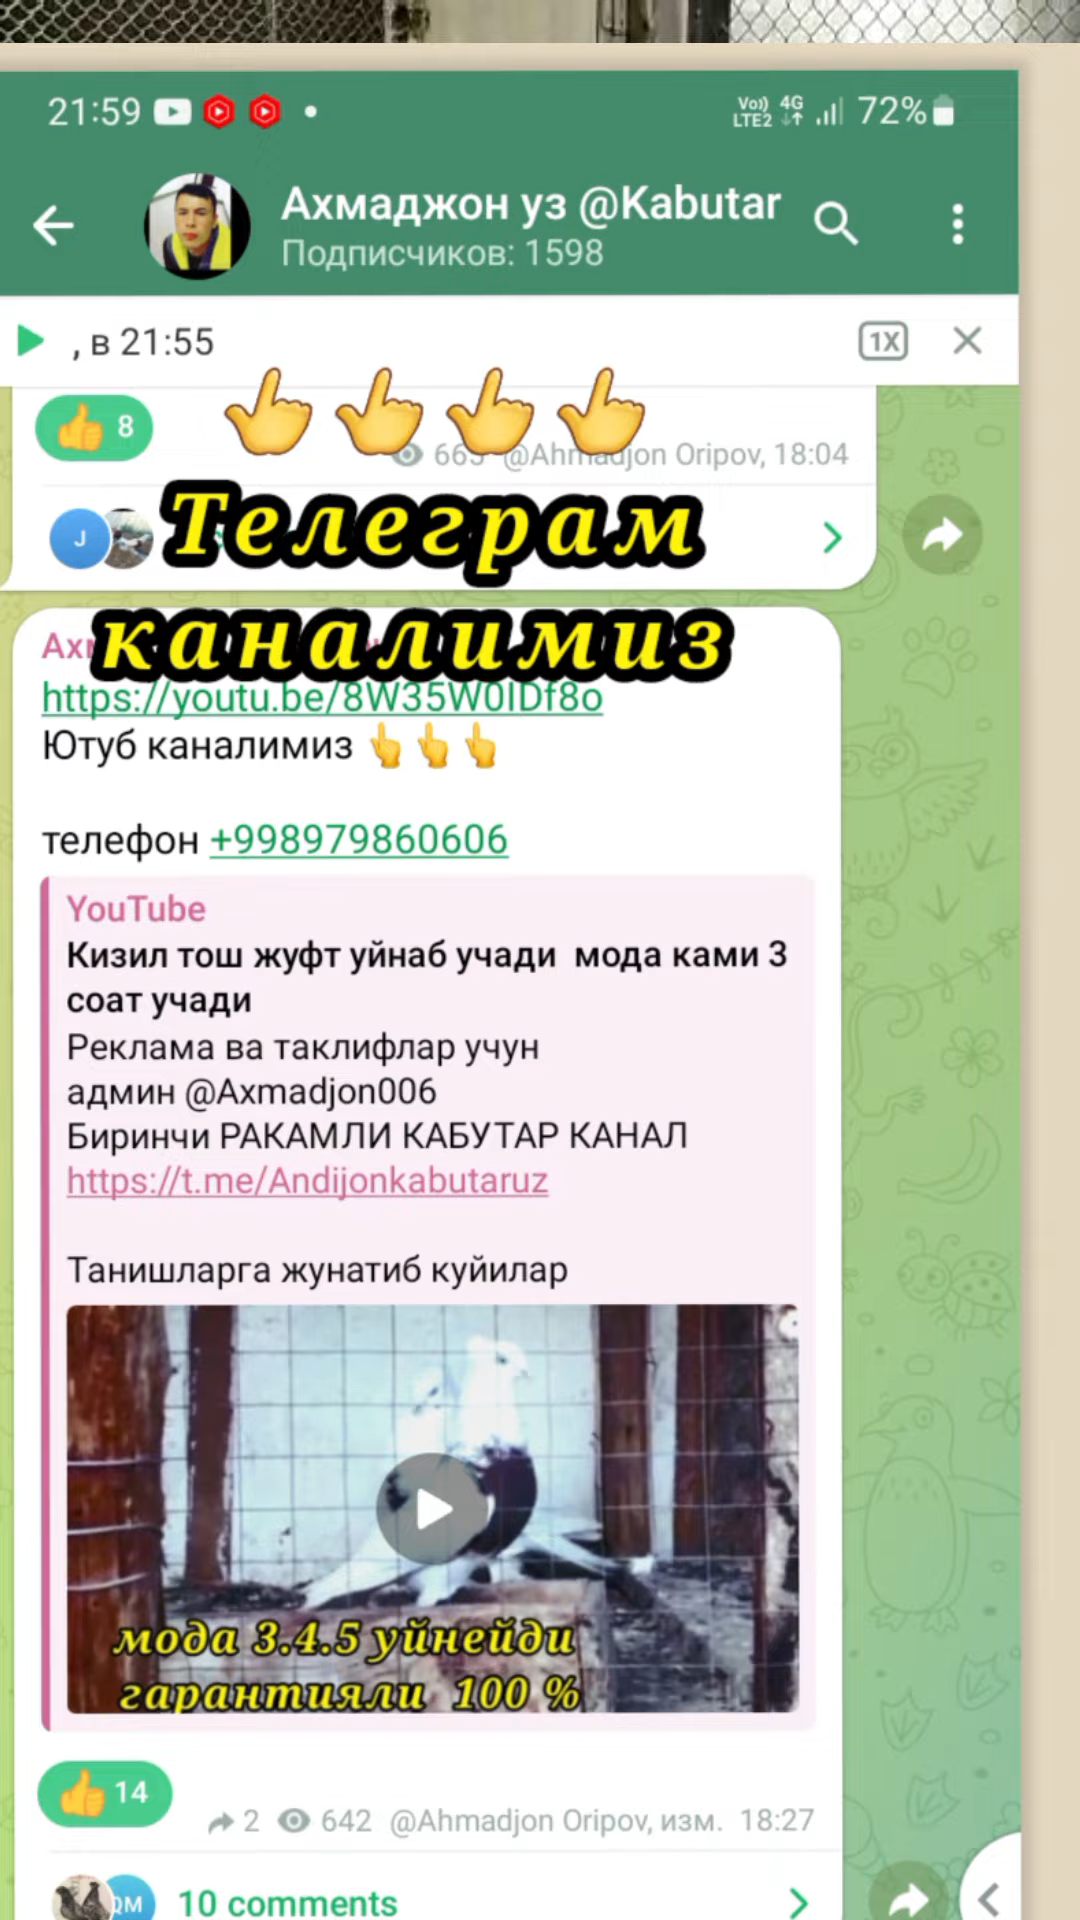 21:59
Vo)) LTE2 4G 72%
Ахмаджон уз @Kabutar
Подписчиков: 1598
, в 21:55
1X
8
@Ahmadjon Oripov, 18:04
J
Телеграм
каналимиз
https://youtu.be/8W35W0IDf8o
Ютуб каналимиз
телефон +998979860606
YouTube
Кизил тош жуфт уйнаб учади мода ками 3
соат учади
Реклама ва таклифлар учун
админ @Axmadjon006
Биринчи РАКАМЛИ КАБУТАР КАНАЛ
https://t.me/Andijonkabutaruz
Танишларга жунатиб куйилар
мода 3.4.5 уйнейди
гарантияли 100 %
14
2 642 @Ahmadjon Oripov, изм. 18:27
10 comments